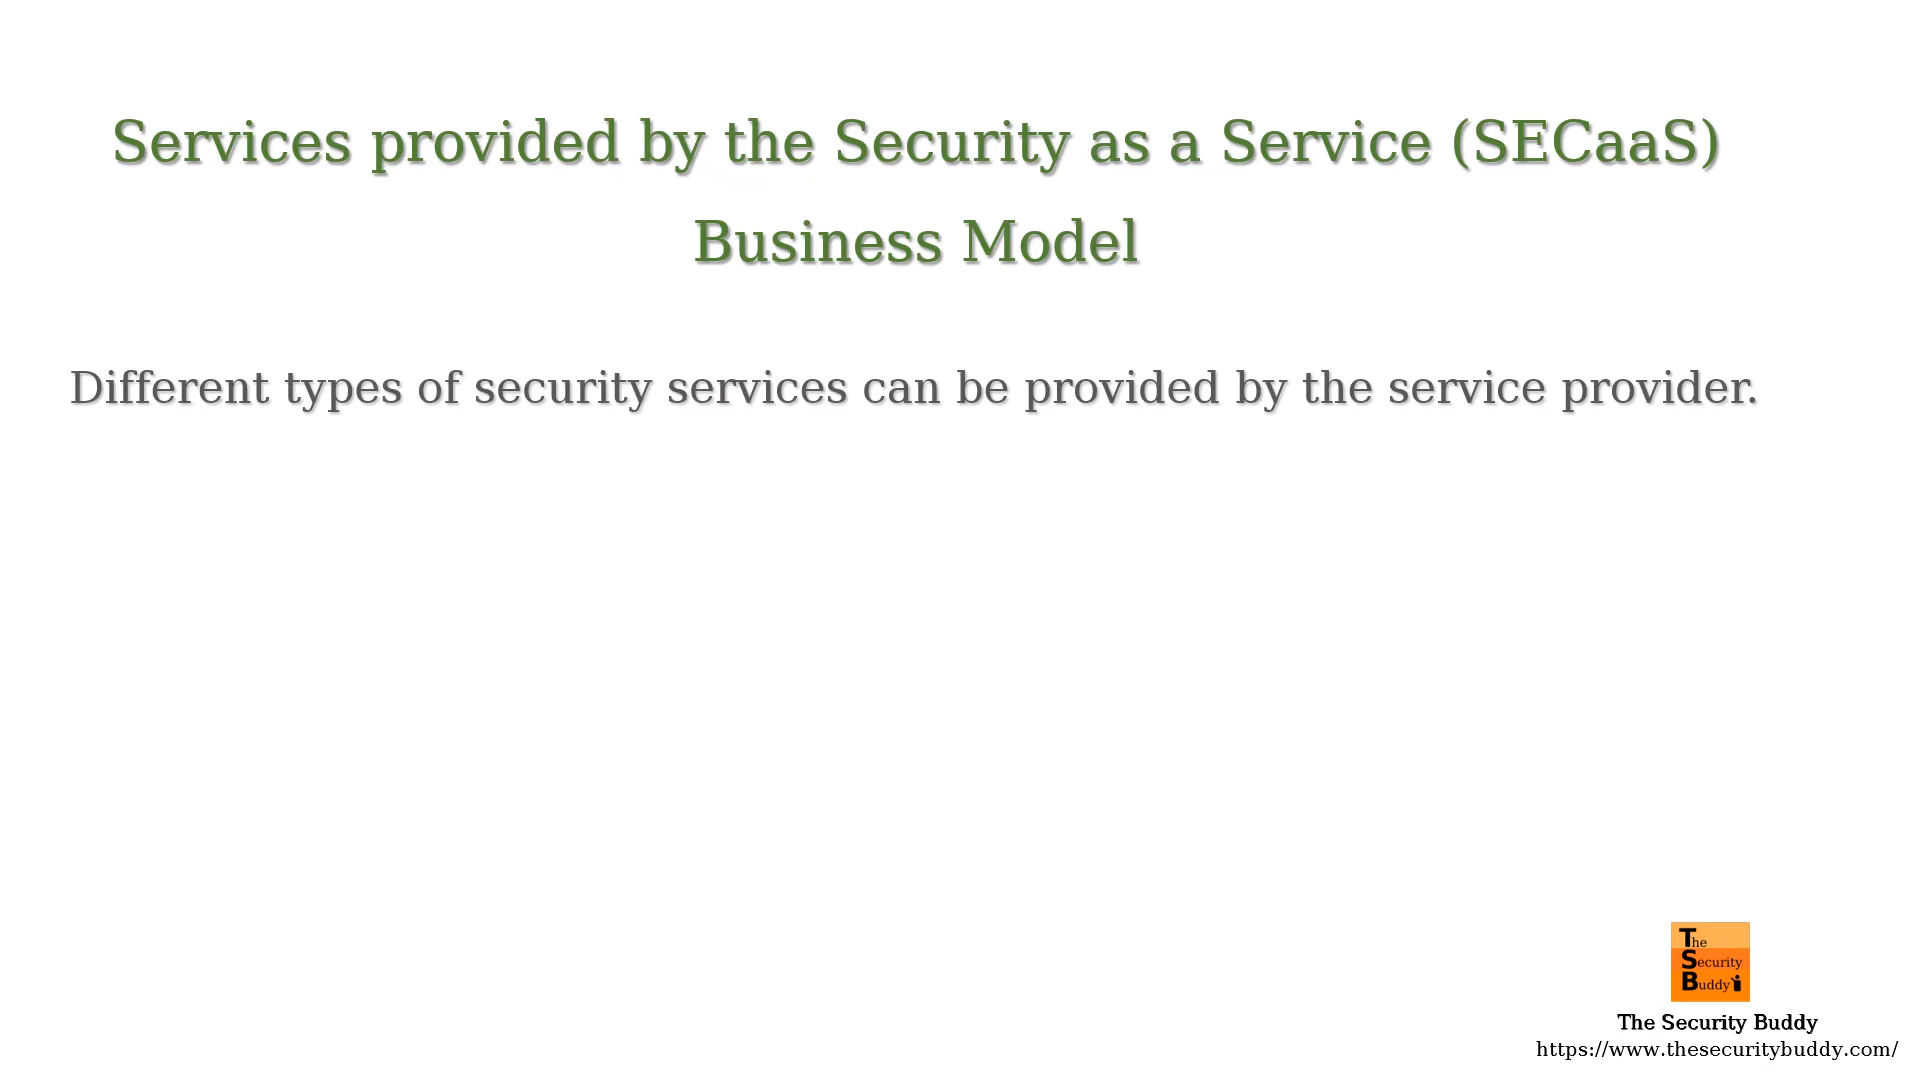 Services provided by the Security as a Service (SECaaS)
Business Model
Different types of security services can be provided by the service provider.
The
Security
Buddy
The Security Buddy
https://www.thesecuritybuddy.com/